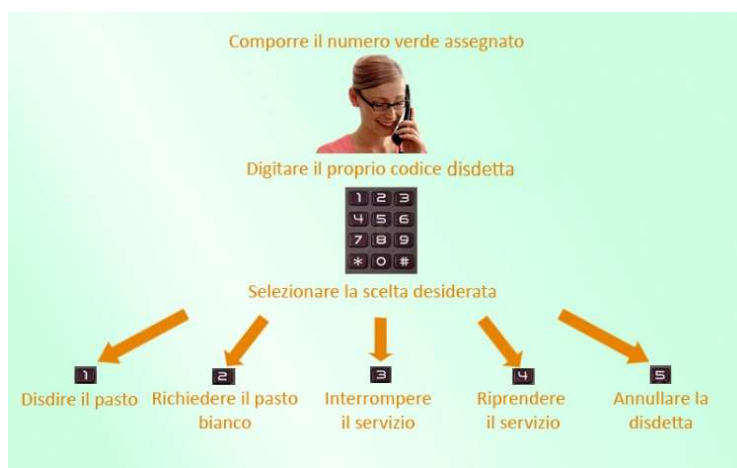 Comporre il numero verde assegnato
Digitare il proprio codice disdetta
1 2 3
4 5 6
7 8 9
* 0 #
Selezionare la scelta desiderata
1
Disdire il pasto
2
Richiedere il pasto
bianco
3
Interrompere
il servizio
4
Riprendere
il servizio
5
Annullare la
disdetta